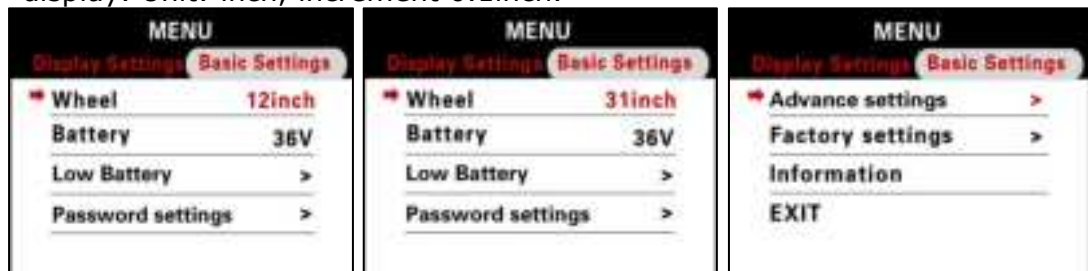 display. Unit: inch, increment 0.1inch.
MENU
Display Settings Basic Settings
Wheel 12inch
Battery 36V
Low Battery >
Password settings >
MENU
Display Settings Basic Settings
Wheel 31inch
Battery 36V
Low Battery >
Password settings >
MENU
Display Settings Basic Settings
Advance settings >
Factory settings >
Information
EXIT